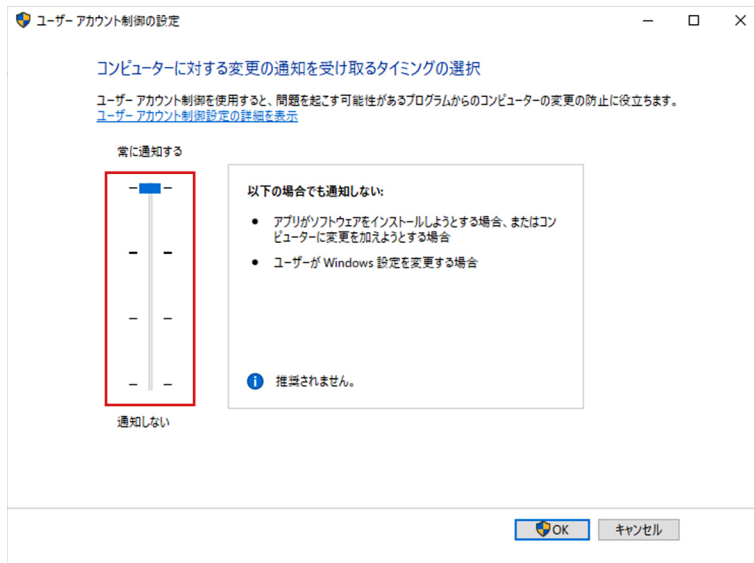 ユーザー アカウント制御の設定
コンピューターに対する変更の通知を受け取るタイミングの選択
ユーザー アカウント制御を使用すると、問題を起こす可能性があるプログラムからのコンピューターの変更の防止に役立ちます。
ユーザー アカウント制御設定の詳細を表示
常に通知する
以下の場合でも通知しない:
• アプリがソフトウェアをインストールしようとする場合、またはコン
ピューターに変更を加えようとする場合
• ユーザーが Windows 設定を変更する場合
推奨されません。
通知しない
OK
キャンセル